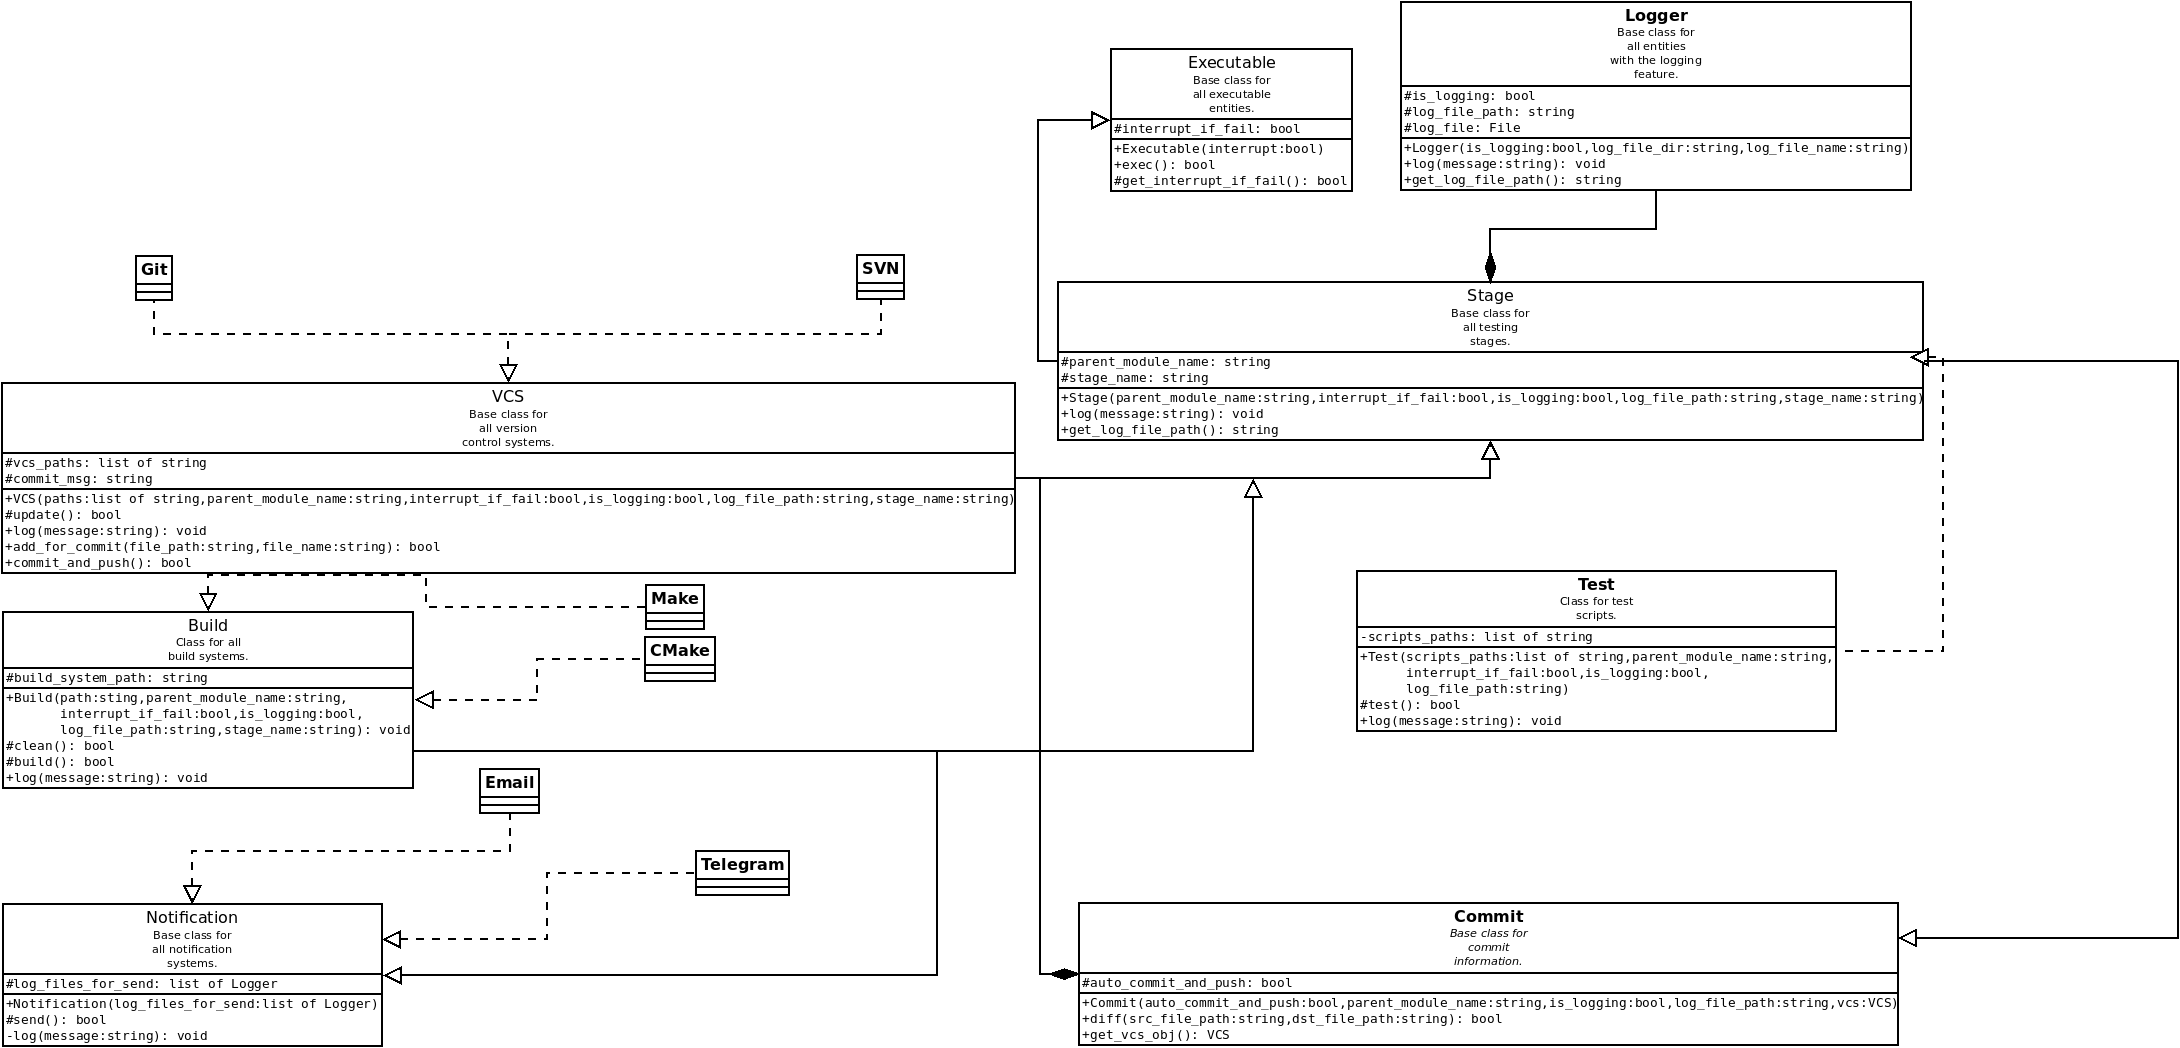 Logger
Base class for
all entities
with the logging
feature.
#is_logging: bool
#log_file_path: string
#log_file: File
+Logger(is_logging:bool,log_file_dir:string,log_file_name:string)
+log(message:string): void
+get_log_file_path(): string
Executable
Base class for
all executable
entities.
#interrupt_if_fail: bool
+Executable(interrupt:bool)
+exec(): bool
#get_interrupt_if_fail(): bool
Git
SVN
Stage
Base class for
all testing
stages.
#parent_module_name: string
#stage_name: string
+Stage(parent_module_name:string,interrupt_if_fail:bool,is_logging:bool,log_file_path:string,stage_name:string)
+log(message:string): void
+get_log_file_path(): string
VCS
Base class for
all version
control systems.
#vcs_paths: list of string
#commit_msg: string
+VCS(paths:list of string,parent_module_name:string,interrupt_if_fail:bool,is_logging:bool,log_file_path:string,stage_name:string)
#update(): bool
+log(message:string): void
+add_for_commit(file_path:string,file_name:string): bool
+commit_and_push(): bool
Make
CMake
Build
Class for all
build systems.
#build_system_path: string
+Build(path:sting,parent_module_name:string,
interrupt_if_fail:bool,is_logging:bool,
log_file_path:string,stage_name:string): void
#clean(): bool
#build(): bool
+log(message:string): void
Test
Class for test
scripts.
-scripts_paths: list of string
+Test(scripts_paths:list of string,parent_module_name:string,
interrupt_if_fail:bool,is_logging:bool,
log_file_path:string)
#test(): bool
+log(message:string): void
Email
Telegram
Notification
Base class for
all notification
systems.
#log_files_for_send: list of Logger
+Notification(log_files_for_send:list of Logger)
#send(): bool
-log(message:string): void
Commit
Base class for
commit
information.
#auto_commit_and_push: bool
+Commit(auto_commit_and_push:bool,parent_module_name:string,is_logging:bool,log_file_path:string,vcs:VCS)
+diff(src_file_path:string,dst_file_path:string): bool
+get_vcs_obj(): VCS